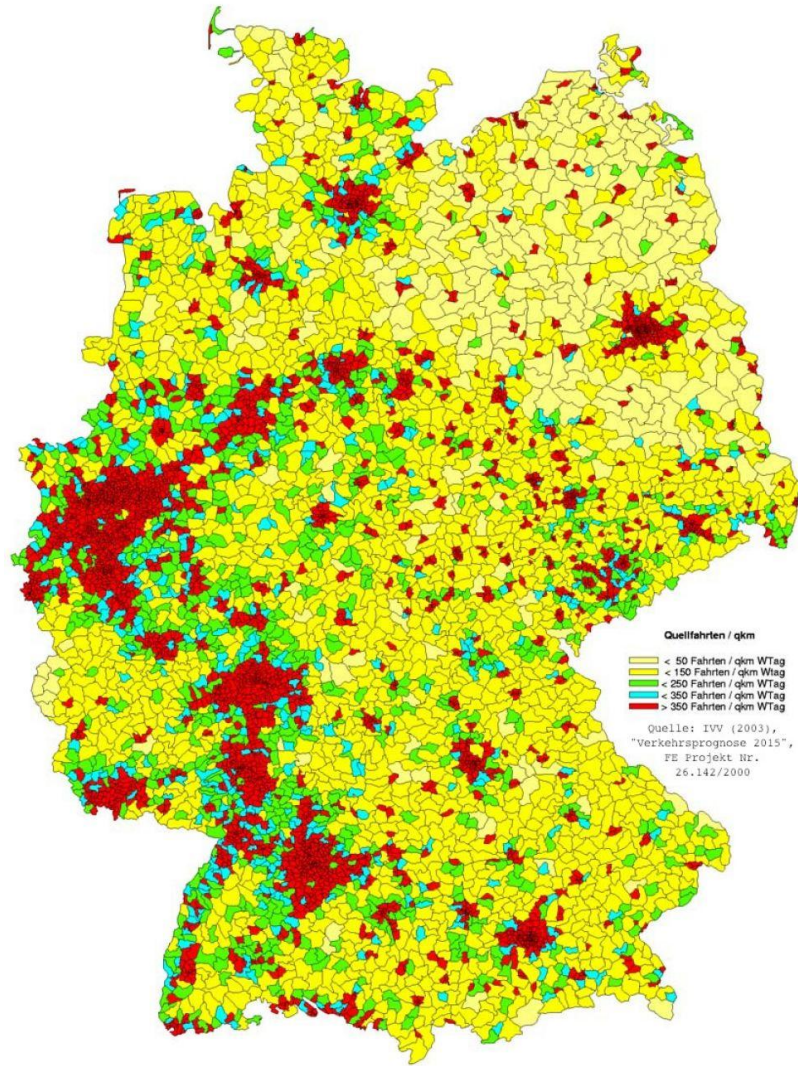 Quellfahrten / qkm
< 50 Fahrten / qkm WTag
< 150 Fahrten / qkm Wtag
< 250 Fahrten / qkm WTag
< 350 Fahrten / qkm WTag
> 350 Fahrten / qkm WTag
Quelle: IVV (2003),
"Verkehrsprognose 2015",
FE Projekt Nr.
26.142/2000